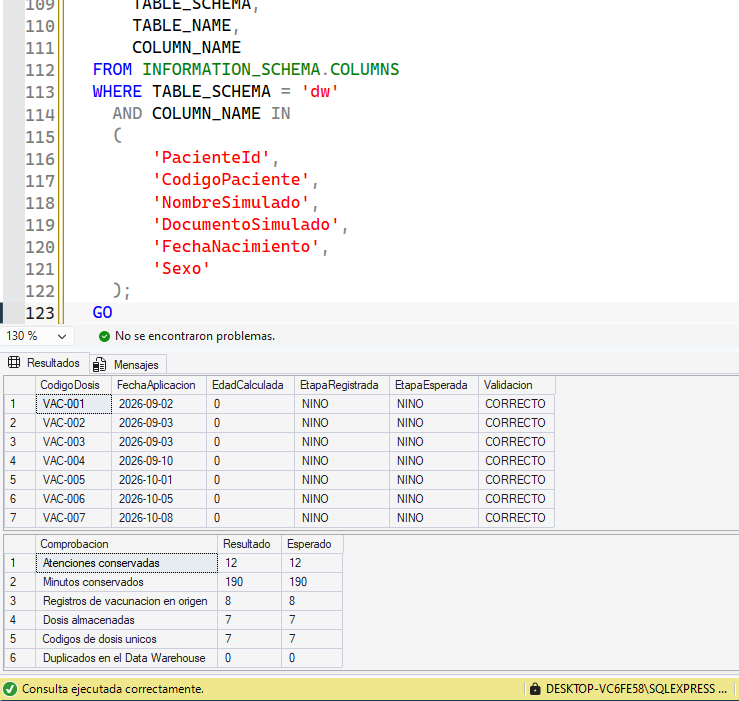 109 TABLE_SCHEMA,
110 TABLE_NAME,
111 COLUMN_NAME
112 FROM INFORMATION_SCHEMA.COLUMNS
113 WHERE TABLE_SCHEMA = 'dw'
114 AND COLUMN_NAME IN
115 (
116 'PacienteId',
117 'CodigoPaciente',
118 'NombreSimulado',
119 'DocumentoSimulado',
120 'FechaNacimiento',
121 'Sexo'
122 );
123 GO
130 % No se encontraron problemas.
Resultados Mensajes
CodigoDosis FechaAplicacion EdadCalculada EtapaRegistrada EtapaEsperada Validacion
1 VAC-001 2026-09-02 0 NINO NINO CORRECTO
2 VAC-002 2026-09-03 0 NINO NINO CORRECTO
3 VAC-003 2026-09-03 0 NINO NINO CORRECTO
4 VAC-004 2026-09-10 0 NINO NINO CORRECTO
5 VAC-005 2026-10-01 0 NINO NINO CORRECTO
6 VAC-006 2026-10-05 0 NINO NINO CORRECTO
7 VAC-007 2026-10-08 0 NINO NINO CORRECTO
Comprobacion Resultado Esperado
1 Atenciones conservadas 12 12
2 Minutos conservados 190 190
3 Registros de vacunacion en origen 8 8
4 Dosis almacenadas 7 7
5 Codigos de dosis unicos 7 7
6 Duplicados en el Data Warehouse 0 0
Consulta ejecutada correctamente. DESKTOP-VC6FE58\SQLEXPRESS ...